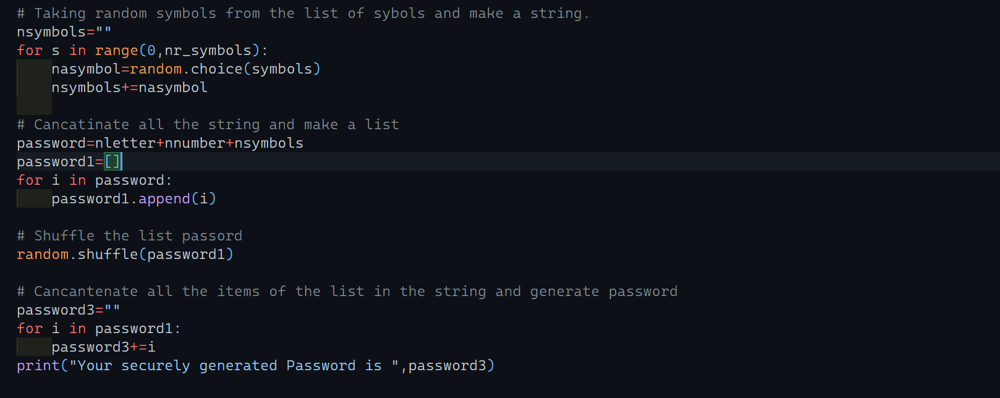 # Taking random symbols from the list of sybols and make a string.
nsymbols=""
for s in range(0,nr_symbols):
    nasymbol=random.choice(symbols)
    nsymbols+=nasymbol
# Cancatinate all the string and make a list
password=nletter+nnumber+nsymbols
password1=[]
for i in password:
    password1.append(i)
# Shuffle the list passord
random.shuffle(password1)
# Cancantenate all the items of the list in the string and generate password
password3=""
for i in password1:
    password3+=i
print("Your securely generated Password is ",password3)